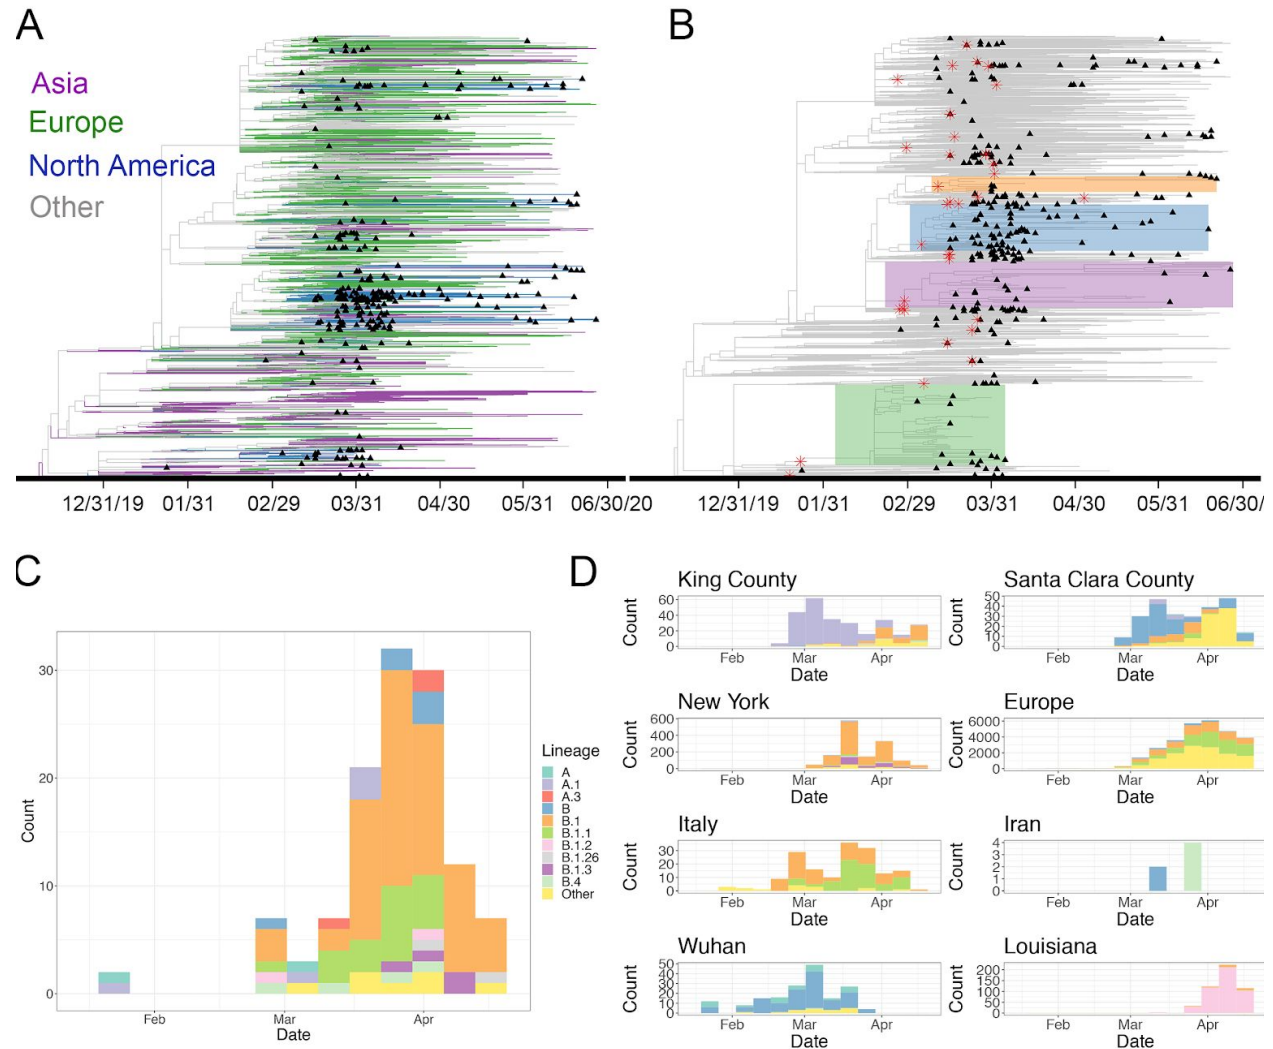 A
B
Asia
Europe
North America
Other
12/31/19 01/31 02/29 03/31 04/30 05/31 06/30/20
12/31/19 01/31 02/29 03/31 04/30 05/31 06/30/
C
D
Count
30
20
10
0
Feb Mar Apr
Date
Lineage
A
A.1
A.3
B
B.1
B.1.1
B.1.2
B.1.26
B.1.3
B.4
Other
King County
Count
60
40
20
0
Feb Mar Apr
Date
Santa Clara County
Count
50
40
30
20
10
0
Feb Mar Apr
Date
New York
Count
600
400
200
0
Feb Mar Apr
Date
Europe
Count
6000
4000
2000
Feb Mar Apr
Date
Italy
Count
30
20
10
0
Feb Mar Apr
Date
Iran
Count
4
3
2
1
0
Feb Mar Apr
Date
Wuhan
Count
50
40
30
20
10
0
Feb Mar Apr
Date
Louisiana
Count
200
150
100
50
0
Feb Mar Apr
Date